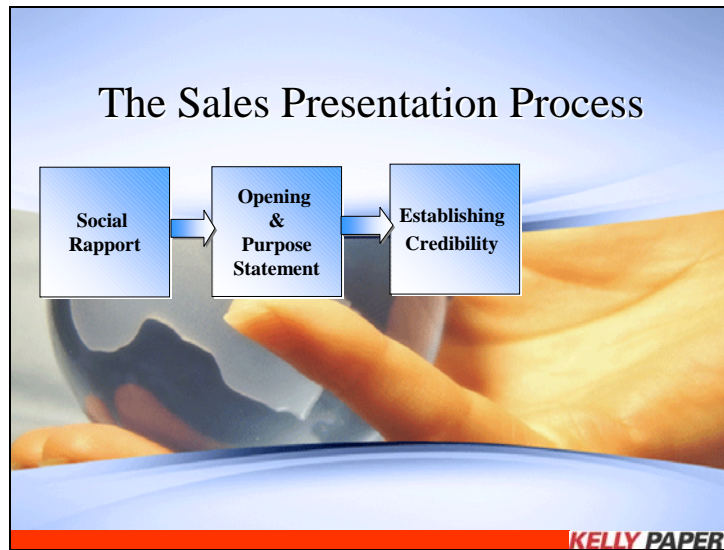 The Sales Presentation Process
Social
Rapport
Opening
&
Purpose
Statement
Establishing
Credibility
KELLY PAPER